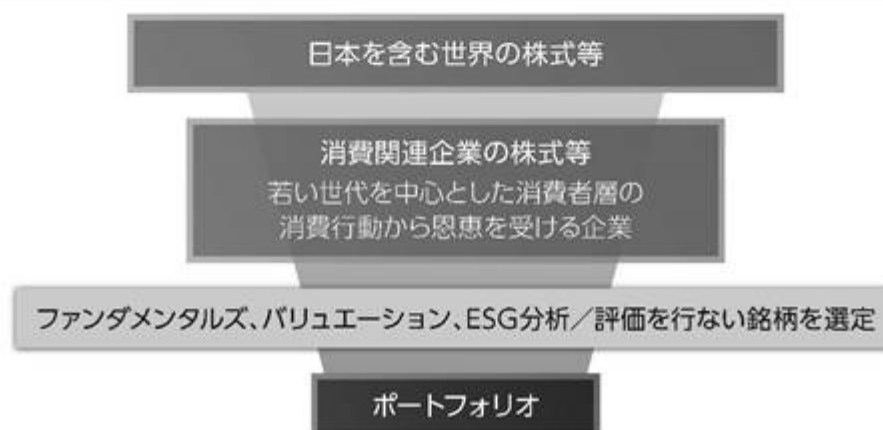 日本を含む世界の株式等
消費関連企業の株式等
若い世代を中心とした消費者層の
消費行動から恩恵を受ける企業
ファンダメンタルズ、バリュエーション、ESG分析／評価を行ない銘柄を選定
ポートフォリオ